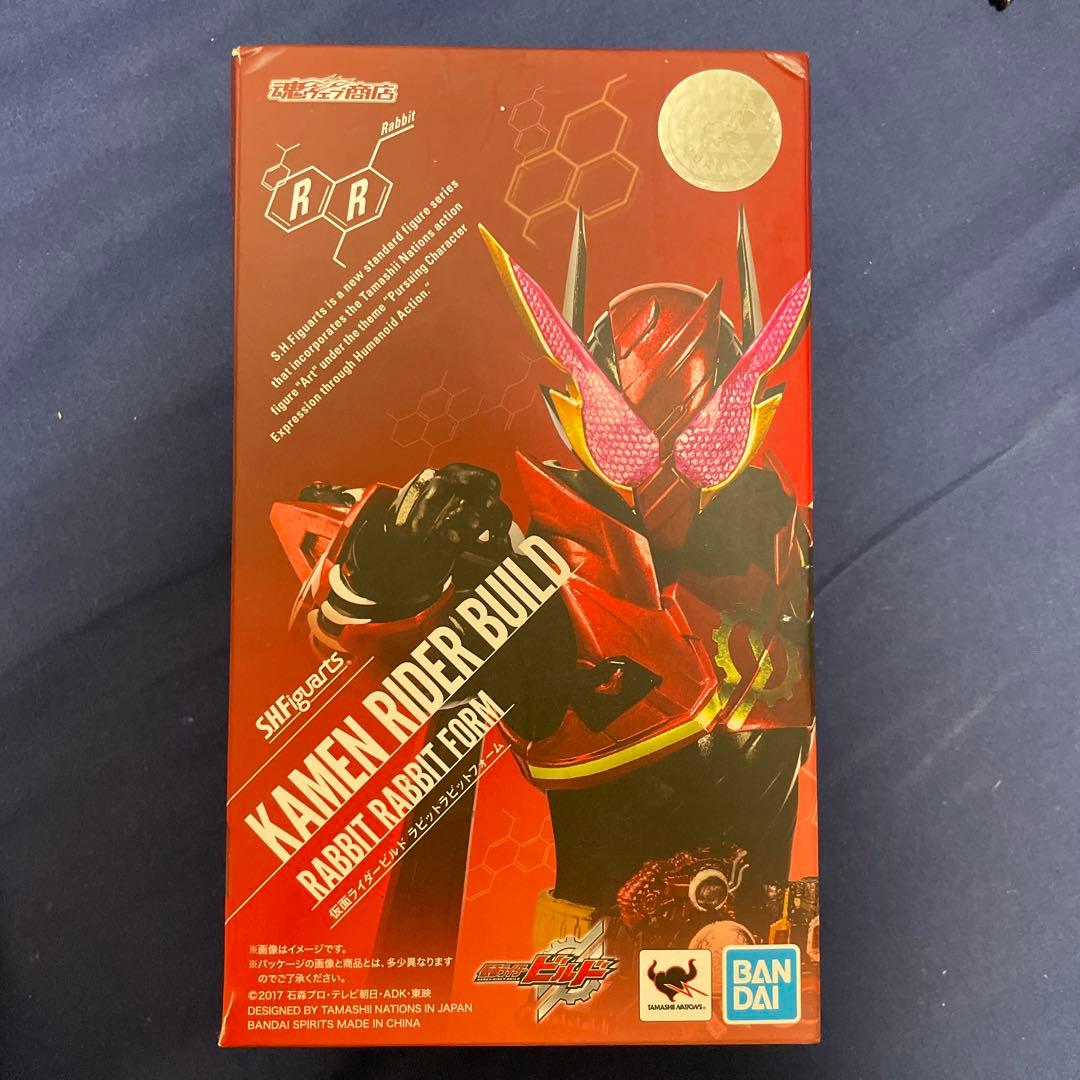 魂ウェブ商店
Rabbit
R R
S.H.Figuarts is a new standard figure series
that incorporates the Tamashii Nations action
figure "Art" under the theme "Pursuing Character
Expression through Humanoid Action."
S.H.Figuarts®
KAMEN RIDER BUILD
RABBIT RABBIT FORM
仮面ライダービルド ラビットラビットフォーム
※画像はイメージです。
※パッケージの画像と商品とは、多少異なります
のでご了承ください。
©2017 石森プロ・テレビ朝日・ADK・東映
DESIGNED BY TAMASHII NATIONS IN JAPAN
BANDAI SPIRITS MADE IN CHINA
仮面ライダー
ビルド
TAMASHII NATIONS®
BAN
DAI